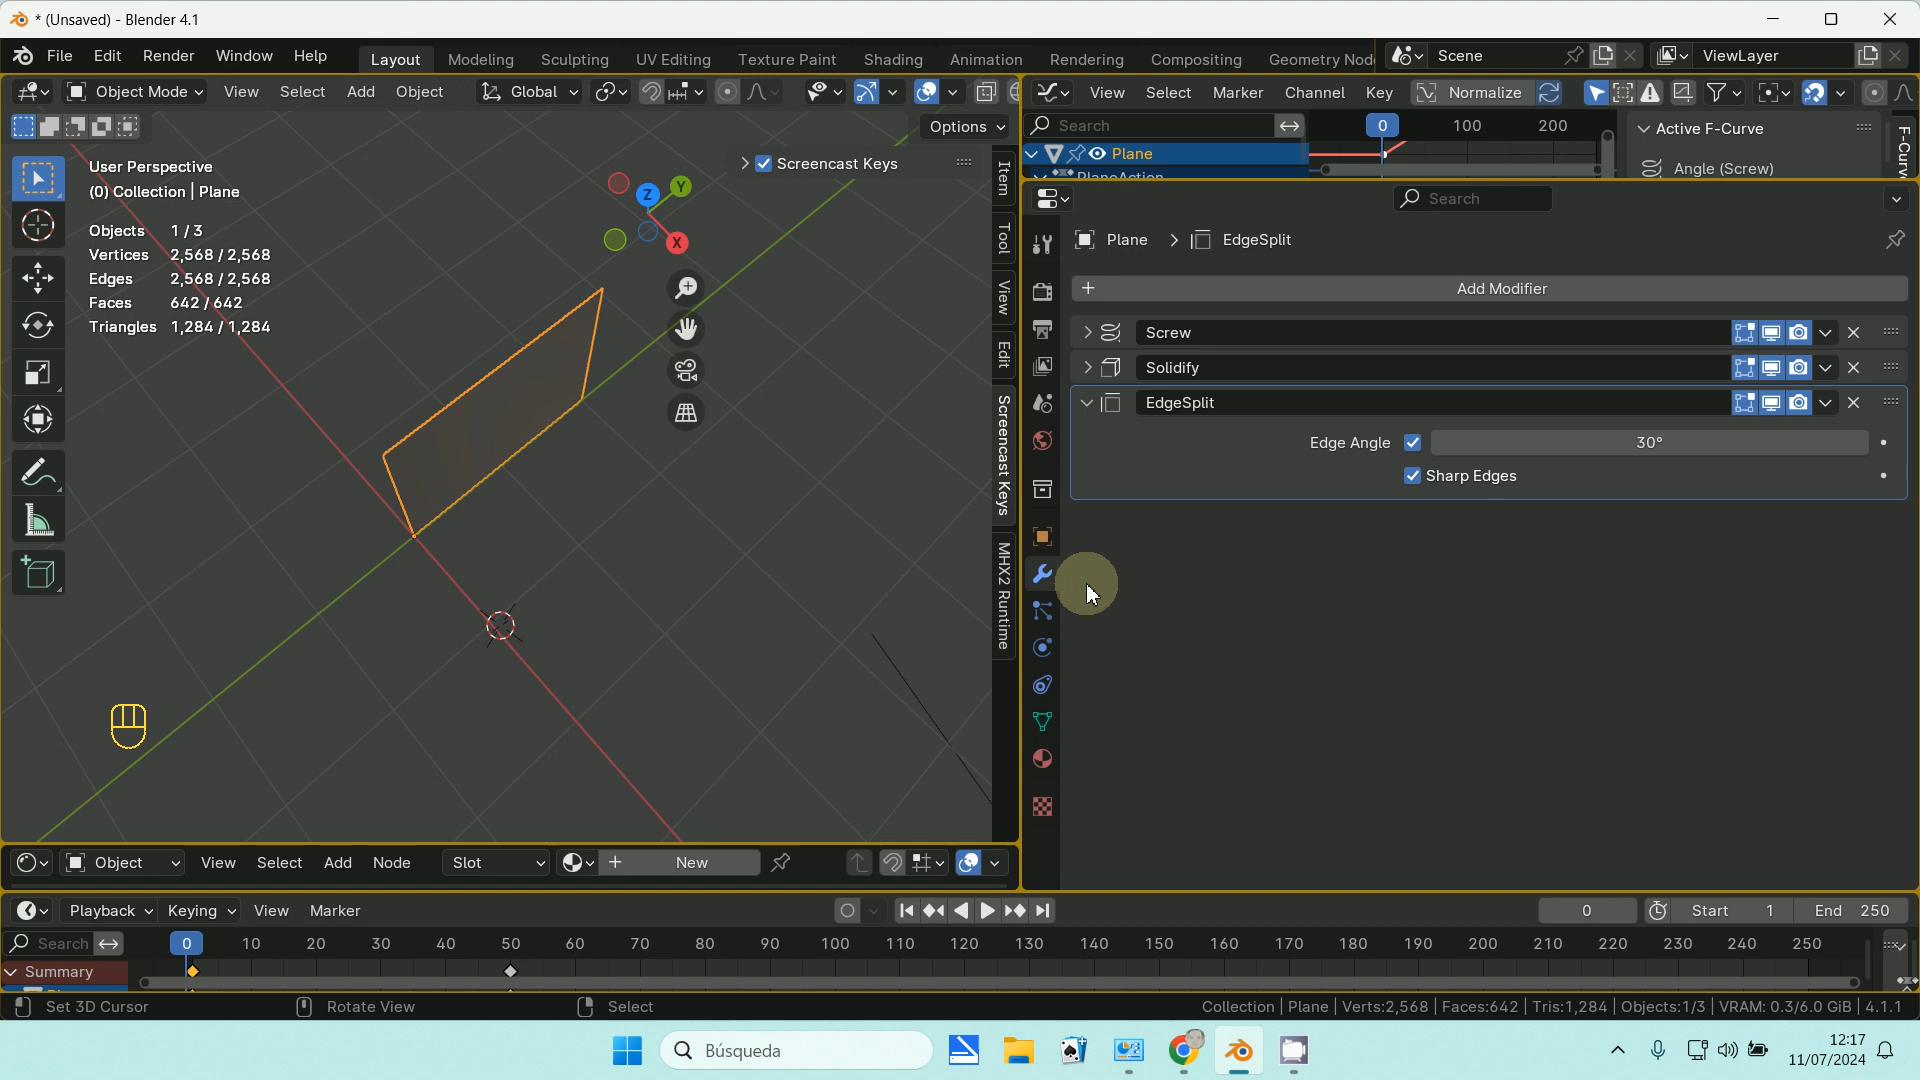 * (Unsaved) - Blender 4.1
File Edit Render Window Help Layout Modeling Sculpting UV Editing Texture Paint Shading Animation Rendering Compositing Geometry Nod Scene ViewLayer
Object Mode View Select Add Object Global
View Select Marker Channel Key Normalize
Options
Search 0 100 200
Active F-Curve
F-Curv
Plane
PlaneAction
Angle (Screw)
User Perspective
(0) Collection | Plane
Objects 1 / 3
Vertices 2,568 / 2,568
Edges 2,568 / 2,568
Faces 642 / 642
Triangles 1,284 / 1,284
Screencast Keys
Z Y X
Item
Tool
View
Edit
Screencast Keys
MHX2 Runtime
Search
Plane EdgeSplit
+ Add Modifier
Screw
Solidify
EdgeSplit
Edge Angle 30°
Sharp Edges
Object View Select Add Node Slot + New
Playback Keying View Marker 0 Start 1 End 250
Search 0 10 20 30 40 50 60 70 80 90 100 110 120 130 140 150 160 170 180 190 200 210 220 230 240 250
Summary
Set 3D Cursor Rotate View Select Collection | Plane | Verts:2,568 | Faces:642 | Tris:1,284 | Objects:1/3 | VRAM: 0.3/6.0 GiB | 4.1.1
Búsqueda
12:17
11/07/2024